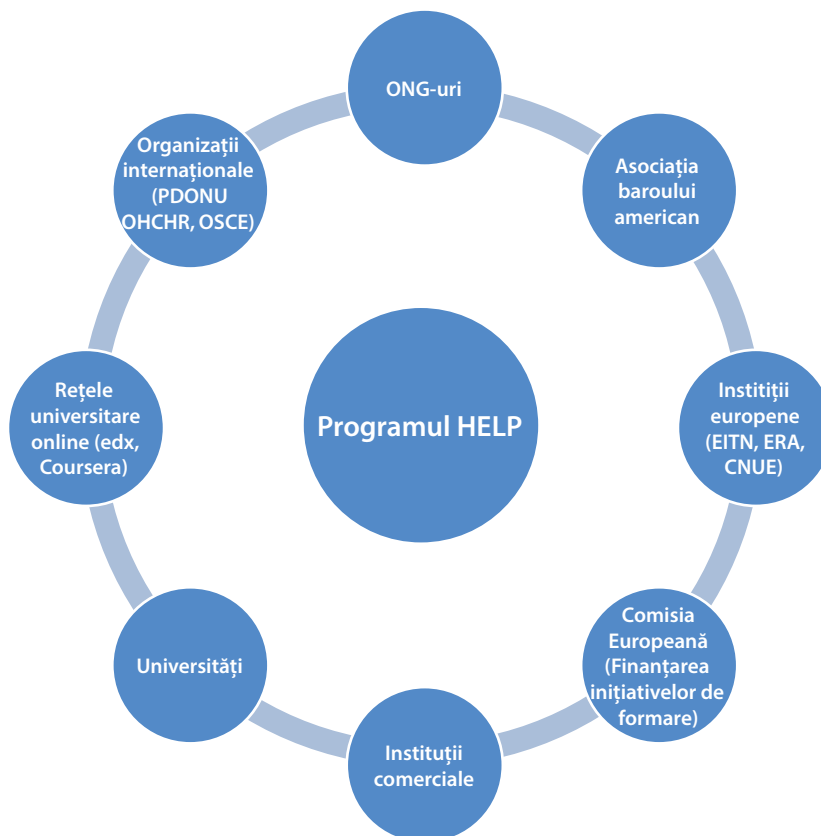 ONG-uri
Asociația
baroului
american
Instiții
europene
(EITN, ERA,
CNUE)
Comisia
Europeană
(Finanțarea
inițiativelor de
formare)
Instituții
comerciale
Universități
Rețele
universitare
online (edx,
Coursera)
Organizații
internaționale
(PDONU
OHCHR, OSCE)
Programul HELP